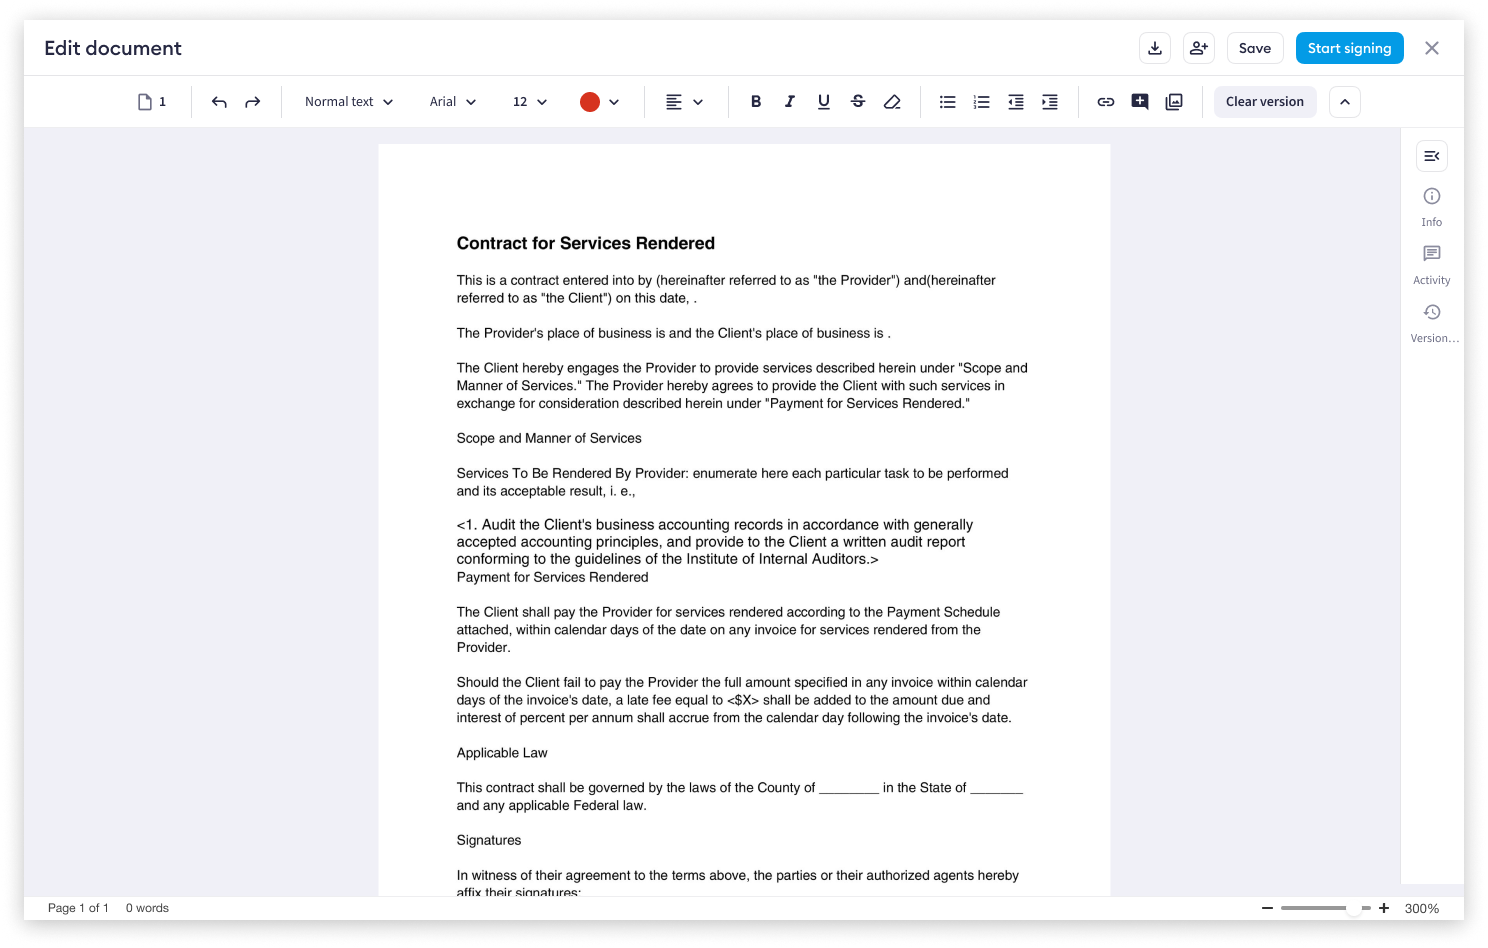 Edit document
Save
Start signing
1
Normal text
Arial
12
B I U S
Clear version
Contract for Services Rendered
This is a contract entered into by (hereinafter referred to as "the Provider") and(hereinafter
referred to as "the Client") on this date, .
The Provider's place of business is and the Client's place of business is .
The Client hereby engages the Provider to provide services described herein under "Scope and
Manner of Services." The Provider hereby agrees to provide the Client with such services in
exchange for consideration described herein under "Payment for Services Rendered."
Scope and Manner of Services
Services To Be Rendered By Provider: enumerate here each particular task to be performed
and its acceptable result, i. e.,
<1. Audit the Client's business accounting records in accordance with generally
accepted accounting principles, and provide to the Client a written audit report
conforming to the guidelines of the Institute of Internal Auditors.>
Payment for Services Rendered
The Client shall pay the Provider for services rendered according to the Payment Schedule
attached, within calendar days of the date on any invoice for services rendered from the
Provider.
Should the Client fail to pay the Provider the full amount specified in any invoice within calendar
days of the invoice's date, a late fee equal to <$X> shall be added to the amount due and
interest of percent per annum shall accrue from the calendar day following the invoice's date.
Applicable Law
This contract shall be governed by the laws of the County of ________ in the State of _______
and any applicable Federal law.
Signatures
In witness of their agreement to the terms above, the parties or their authorized agents hereby
affix their signatures:
Info
Activity
Version...
Page 1 of 1
0 words
300%